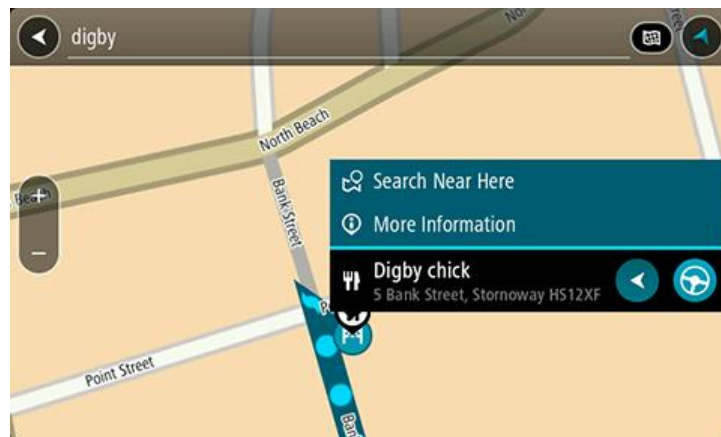 digby
North Beach
Beach
Bank Street
Search Near Here
More Information
Digby chick
5 Bank Street, Stornoway HS12XF
Point Street